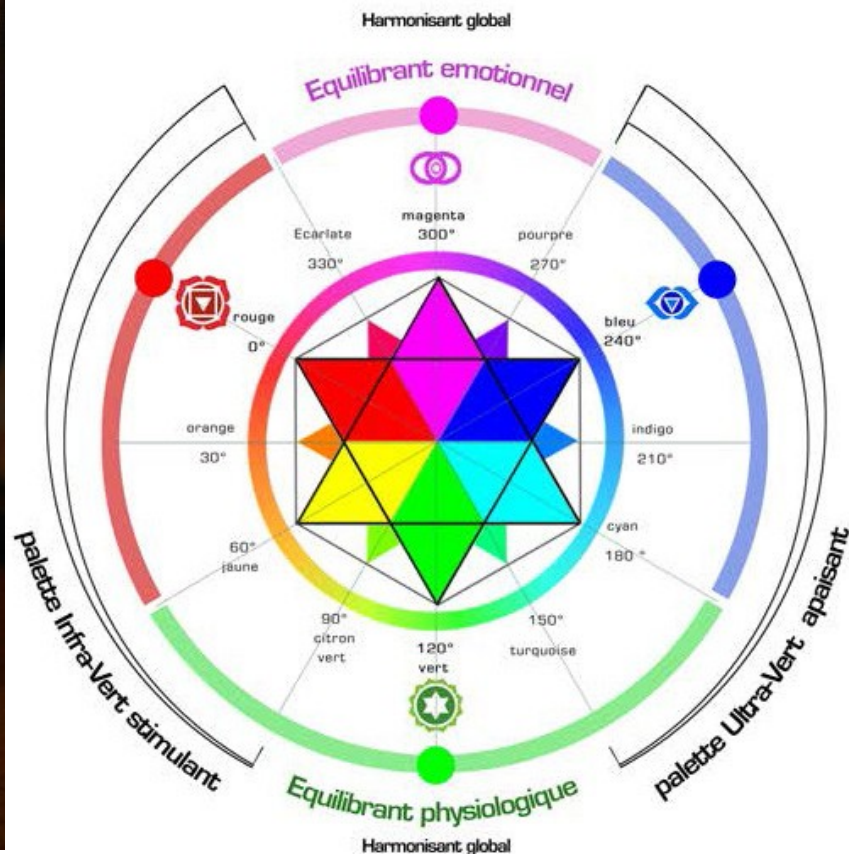 Harmonisant global
Equilibrant emotionnel
magenta
300°
Ecarlate
330°
pourpre
270°
rouge
0°
bleu
240°
orange
30°
indigo
210°
60°
jaune
cyan
180 °
90°
citron
vert
120°
vert
150°
turquoise
palette Infra-Vert stimulant
palette Ultra-Vert apaisant
Equilibrant physiologique
Harmonisant global